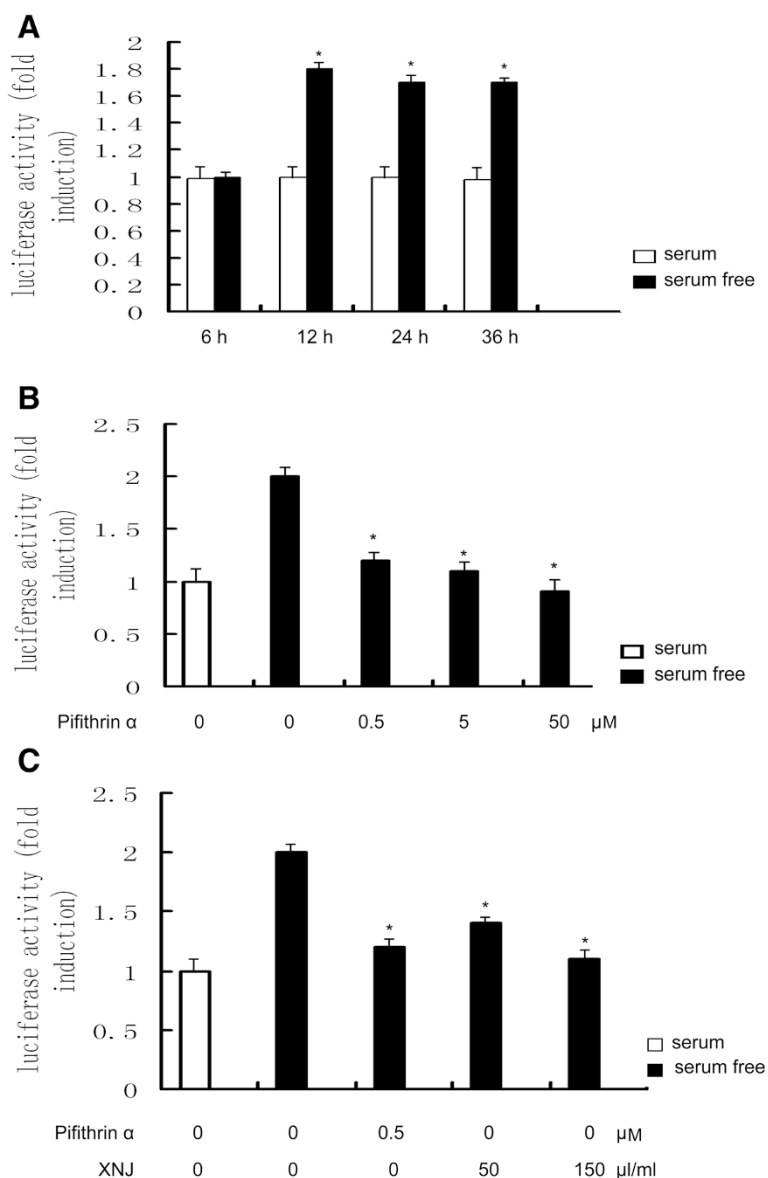 A
luciferase activity (fold
induction)
2
1.8
1.6
1.4
1.2
1
0.8
0.6
0.4
0.2
0
*
*
*
6 h 12 h 24 h 36 h
serum
serum free
B
luciferase activity (fold
induction)
2.5
2
1.5
1
0.5
0
*
*
*
serum
serum free
Pifithrin α 0 0 0.5 5 50 µM
C
luciferase activity (fold
induction)
2.5
2
1.5
1
0.5
0
*
*
*
serum
serum free
Pifithrin α 0 0 0.5 0 0 µM
XNJ 0 0 0 50 150 µl/ml